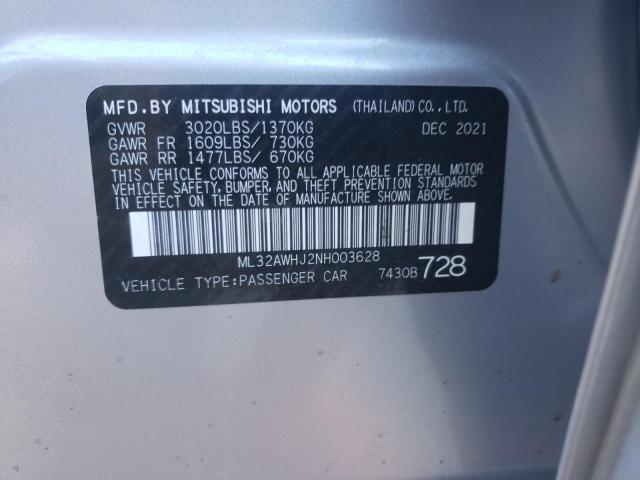 MFD.BY MITSUBISHI MOTORS (THAILAND) CO., LTD.
GVWR 3020LBS/1370KG DEC 2021
GAWR FR 1609LBS/ 730KG
GAWR RR 1477LBS/ 670KG
THIS VEHICLE CONFORMS TO ALL APPLICABLE FEDERAL MOTOR
VEHICLE SAFETY, BUMPER, AND THEFT PREVENTION STANDARDS
IN EFFECT ON THE DATE OF MANUFACTURE SHOWN ABOVE.
ML32AWHJ2NH003628
VEHICLE TYPE:PASSENGER CAR 7430B 728